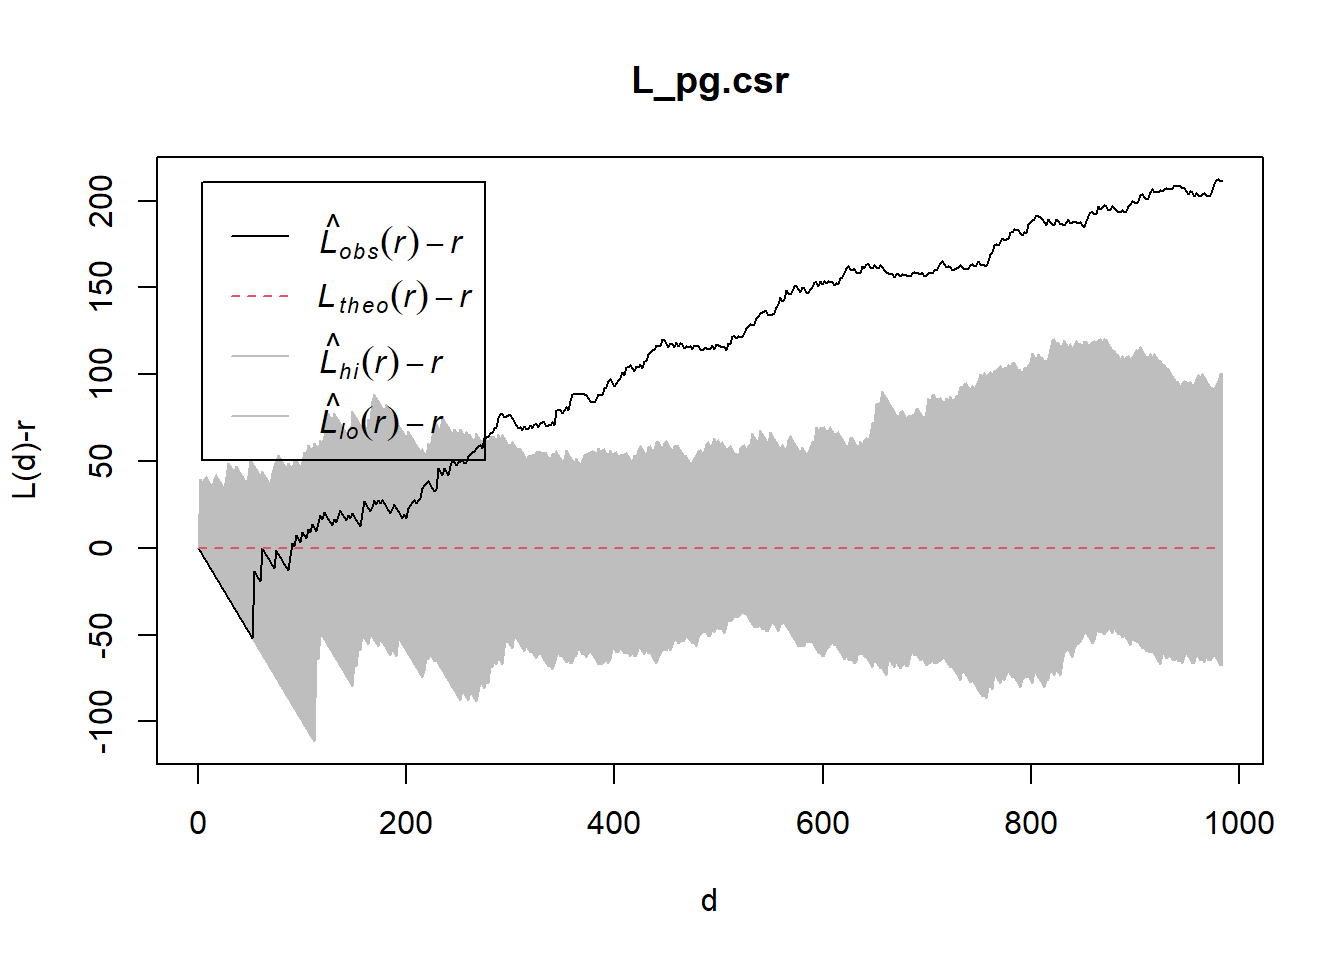 L_pg.csr
L̂obs(r) – r
Ltheo(r) – r
L̂hi(r) – r
L̂lo(r) – r
L(d)-r
200
150
100
50
0
-50
-100
0 200 400 600 800 1000
d